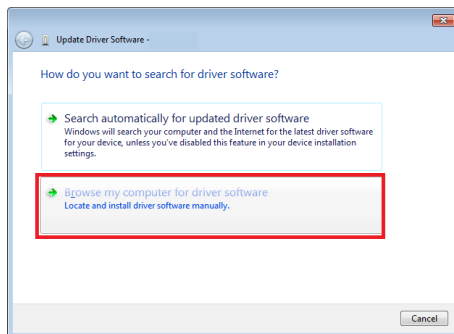 Update Driver Software -
How do you want to search for driver software?
Search automatically for updated driver software
Windows will search your computer and the Internet for the latest driver software
for your device, unless you've disabled this feature in your device installation
settings.
Browse my computer for driver software
Locate and install driver software manually.
Cancel